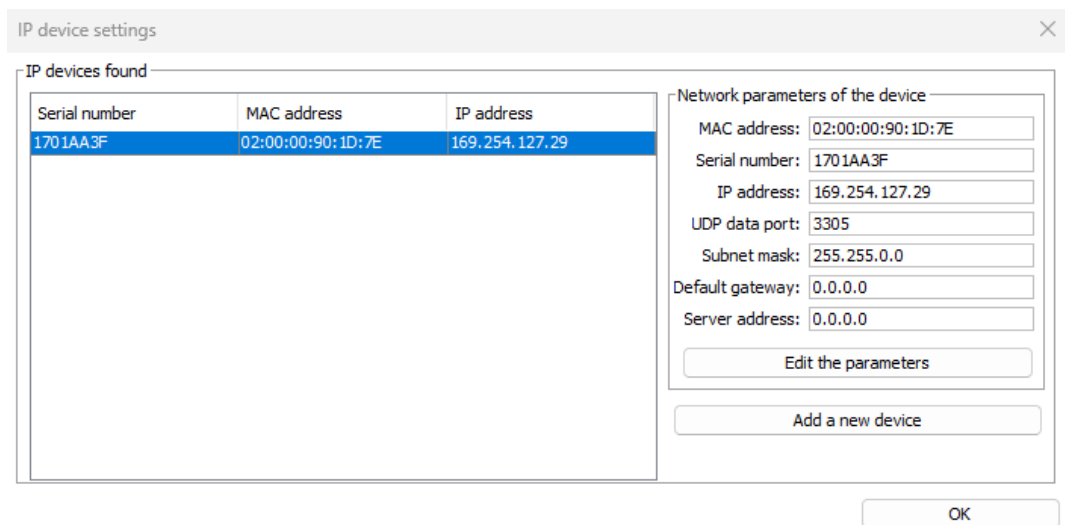 IP device settings
IP devices found
Serial number MAC address IP address
1701AA3F 02:00:00:90:1D:7E 169.254.127.29
Network parameters of the device
MAC address: 02:00:00:90:1D:7E
Serial number: 1701AA3F
IP address: 169.254.127.29
UDP data port: 3305
Subnet mask: 255.255.0.0
Default gateway: 0.0.0.0
Server address: 0.0.0.0
Edit the parameters
Add a new device
OK